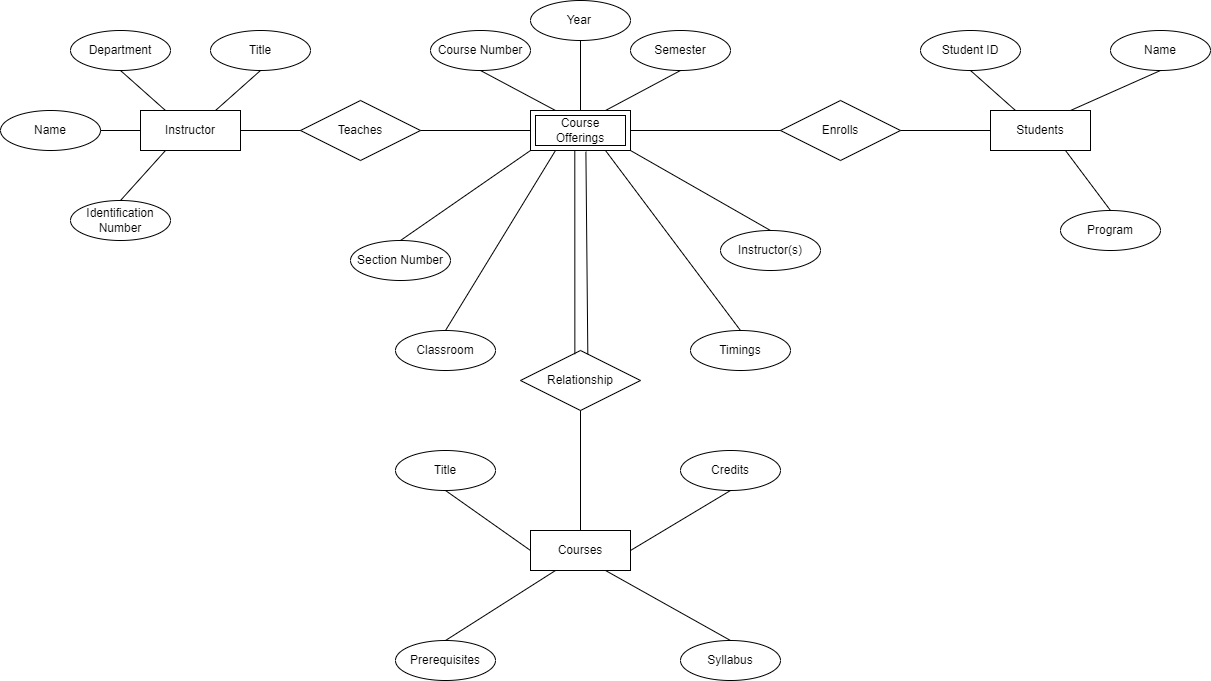 Year
Department
Title
Course Number
Semester
Student ID
Name
Name
Instructor
Teaches
Course
Offerings
Enrolls
Students
Identification
Number
Section Number
Instructor(s)
Program
Classroom
Timings
Relationship
Title
Credits
Courses
Prerequisites
Syllabus